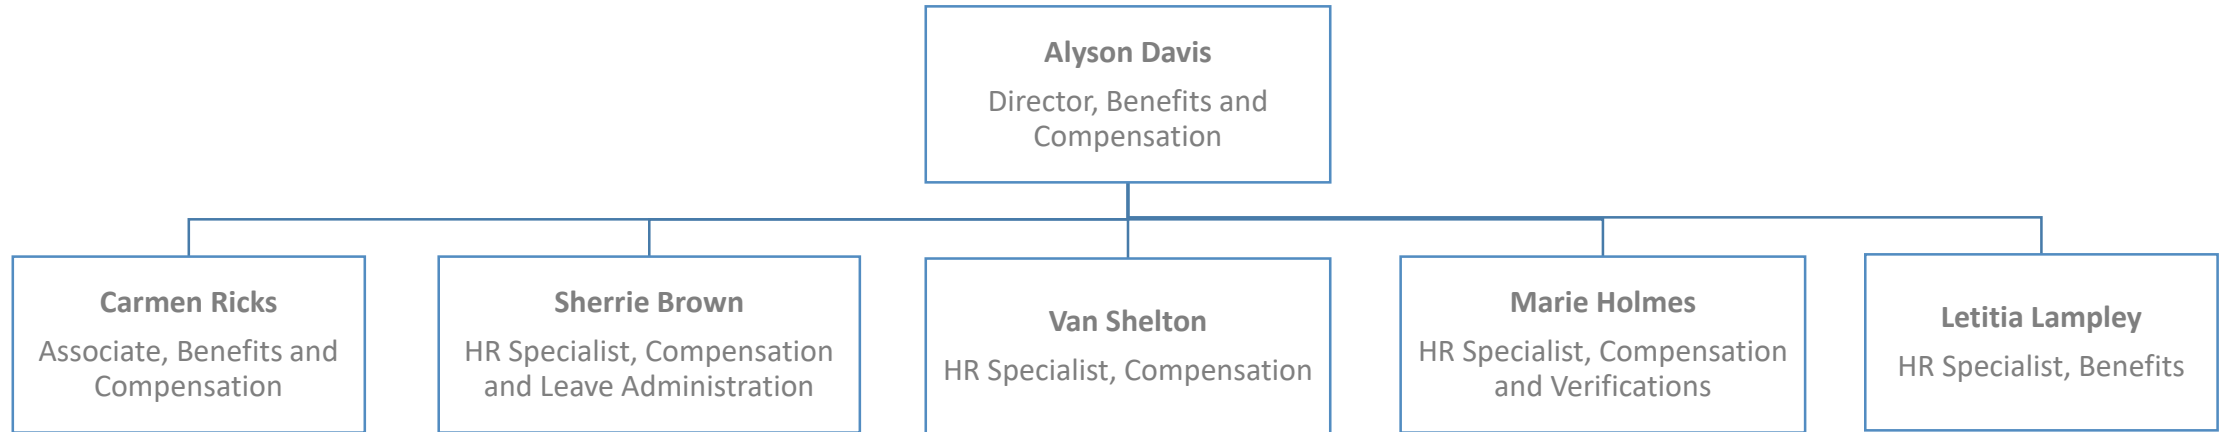 Alyson Davis
Director, Benefits and
Compensation
Carmen Ricks
Associate, Benefits and
Compensation
Sherrie Brown
HR Specialist, Compensation
and Leave Administration
Van Shelton
HR Specialist, Compensation
Marie Holmes
HR Specialist, Compensation
and Verifications
Letitia Lampley
HR Specialist, Benefits